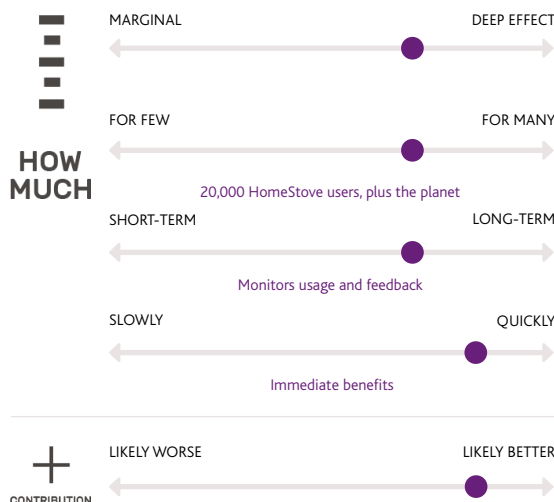 MARGINAL DEEP EFFECT
FOR FEW FOR MANY
HOW
MUCH
20,000 HomeStove users, plus the planet
SHORT-TERM LONG-TERM
Monitors usage and feedback
SLOWLY QUICKLY
Immediate benefits
LIKELY WORSE LIKELY BETTER
CONTRIBUTION